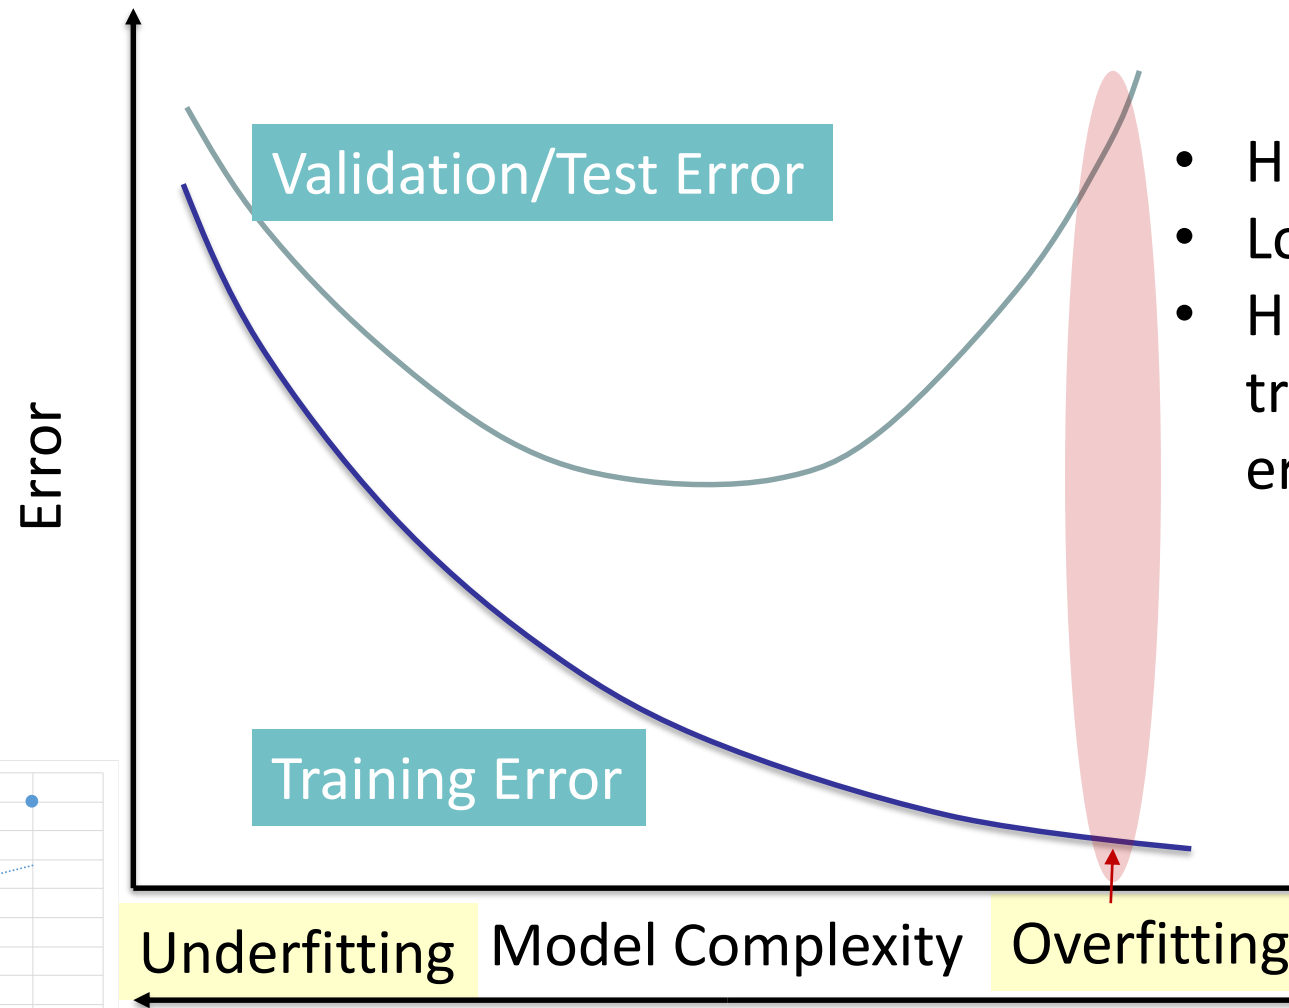 Validation/Test Error
Error
Training Error
Underfitting
Model Complexity
Overfitting